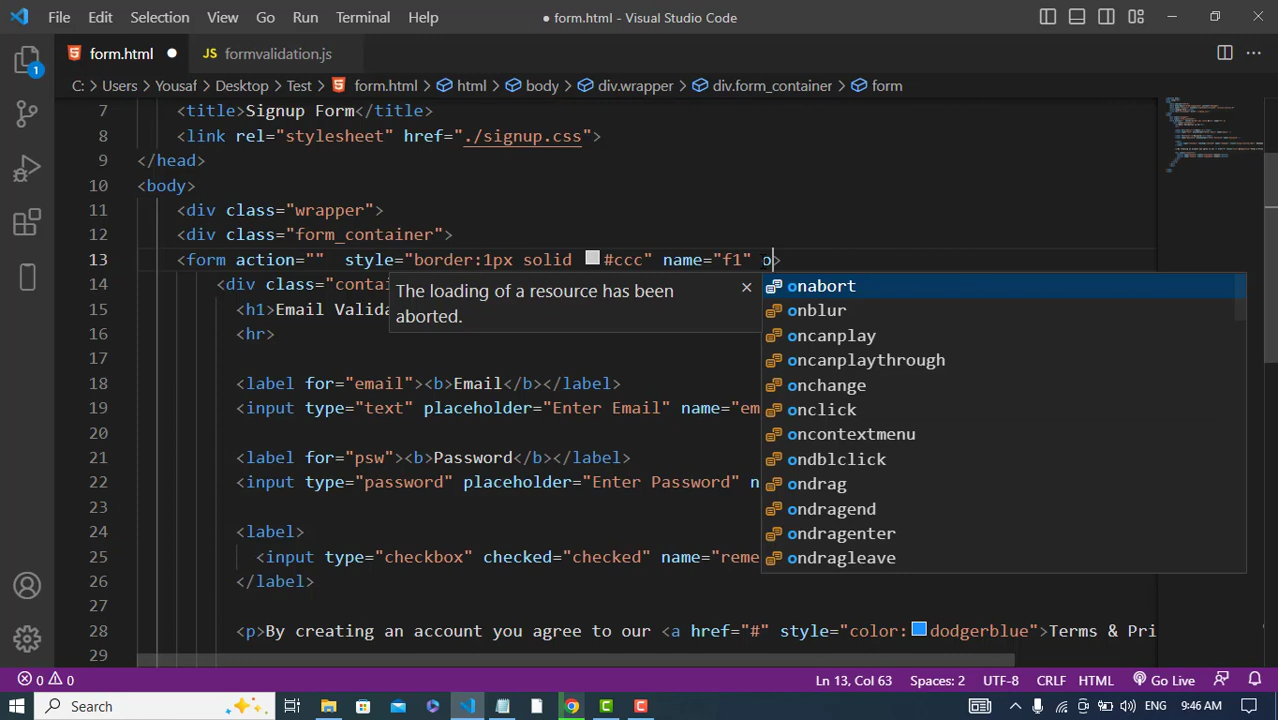 File Edit Selection View Go Run Terminal Help
● form.html - Visual Studio Code
form.html ●
JS formvalidation.js
C: > Users > Yousaf > Desktop > Test > form.html > html > body > div.wrapper > div.form_container > form
1
7 <title>Signup Form</title>
8 <link rel="stylesheet" href="./signup.css">
9 </head>
10 <body>
11 <div class="wrapper">
12 <div class="form_container">
13 <form action="" style="border:1px solid #ccc" name="f1" o>
14 <div class="contai
15 <h1>Email Valida
16 <hr>
17
18 <label for="email"><b>Email</b></label>
19 <input type="text" placeholder="Enter Email" name="em
20
21 <label for="psw"><b>Password</b></label>
22 <input type="password" placeholder="Enter Password" n
23
24 <label>
25 <input type="checkbox" checked="checked" name="reme
26 </label>
27
28 <p>By creating an account you agree to our <a href="#" style="color:dodgerblue">Terms & Pri
29
The loading of a resource has been
aborted.
onabort
onblur
oncanplay
oncanplaythrough
onchange
onclick
oncontextmenu
ondblclick
ondrag
ondragend
ondragenter
ondragleave
0 0
Ln 13, Col 63 Spaces: 2 UTF-8 CRLF HTML Go Live
Search
ENG 9:46 AM